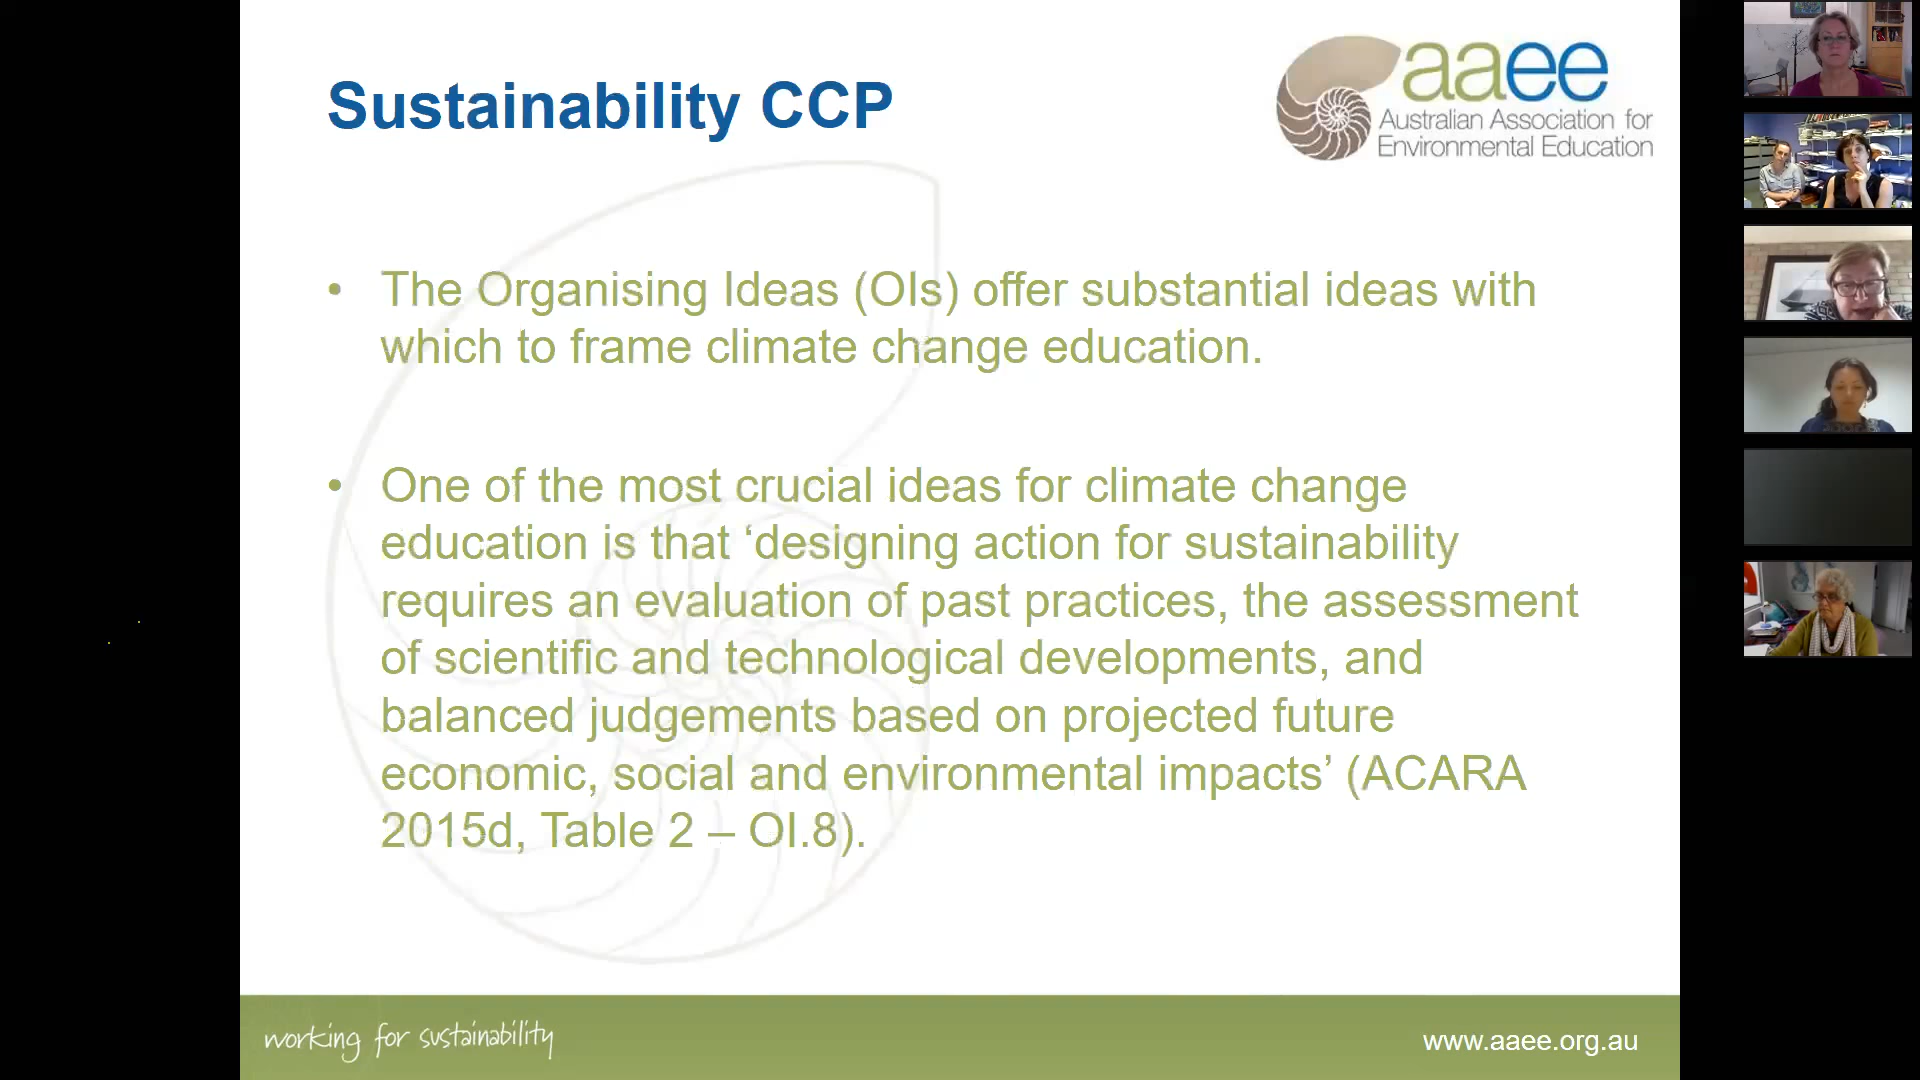 Sustainability CCP
aaee
Australian Association for
Environmental Education
• The Organising Ideas (OIs) offer substantial ideas with
which to frame climate change education.
• One of the most crucial ideas for climate change
education is that ‘designing action for sustainability
requires an evaluation of past practices, the assessment
of scientific and technological developments, and
balanced judgements based on projected future
economic, social and environmental impacts’ (ACARA
2015d, Table 2 – OI.8).
working for sustainability
www.aaee.org.au